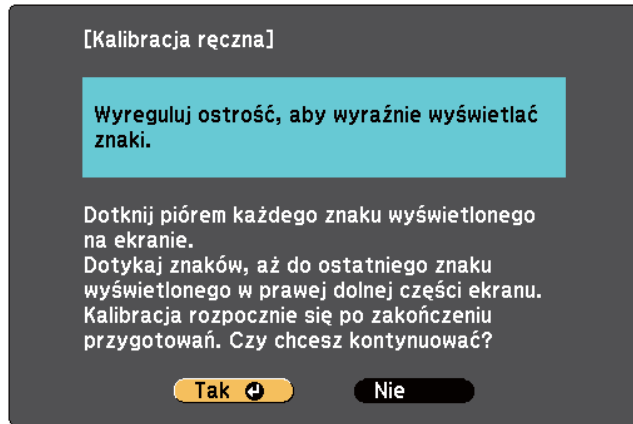 [Kalibracja ręczna]
Wyreguluj ostrość, aby wyraźnie wyświetlać
znaki.
Dotknij piórem każdego znaku wyświetlonego
na ekranie.
Dotykaj znaków, aż do ostatniego znaku
wyświetlonego w prawej dolnej części ekranu.
Kalibracja rozpocznie się po zakończeniu
przygotowań. Czy chcesz kontynuować?
Tak Nie